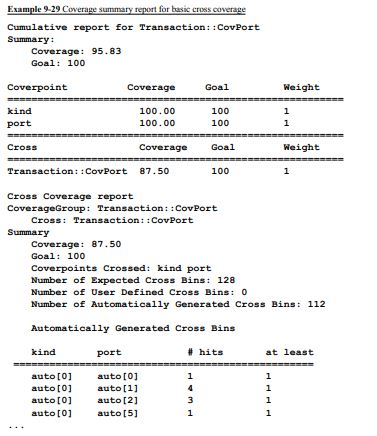 Example 9-29 Coverage summary report for basic cross coverage
Cumulative report for Transaction::CovPort
Summary:
Coverage: 95.83
Goal: 100
Coverpoint Coverage Goal Weight
================================================
kind 100.00 100 1
port 100.00 100 1
================================================
Cross Coverage Goal Weight
================================================
Transaction::CovPort 87.50 100 1
Cross Coverage report
CoverageGroup: Transaction::CovPort
Cross: Transaction::CovPort
Summary
Coverage: 87.50
Goal: 100
Coverpoints Crossed: kind port
Number of Expected Cross Bins: 128
Number of User Defined Cross Bins: 0
Number of Automatically Generated Cross Bins: 112
Automatically Generated Cross Bins
kind port # hits at least
================================================
auto[0] auto[0] 1 1
auto[0] auto[1] 4 1
auto[0] auto[2] 3 1
auto[0] auto[5] 1 1
...